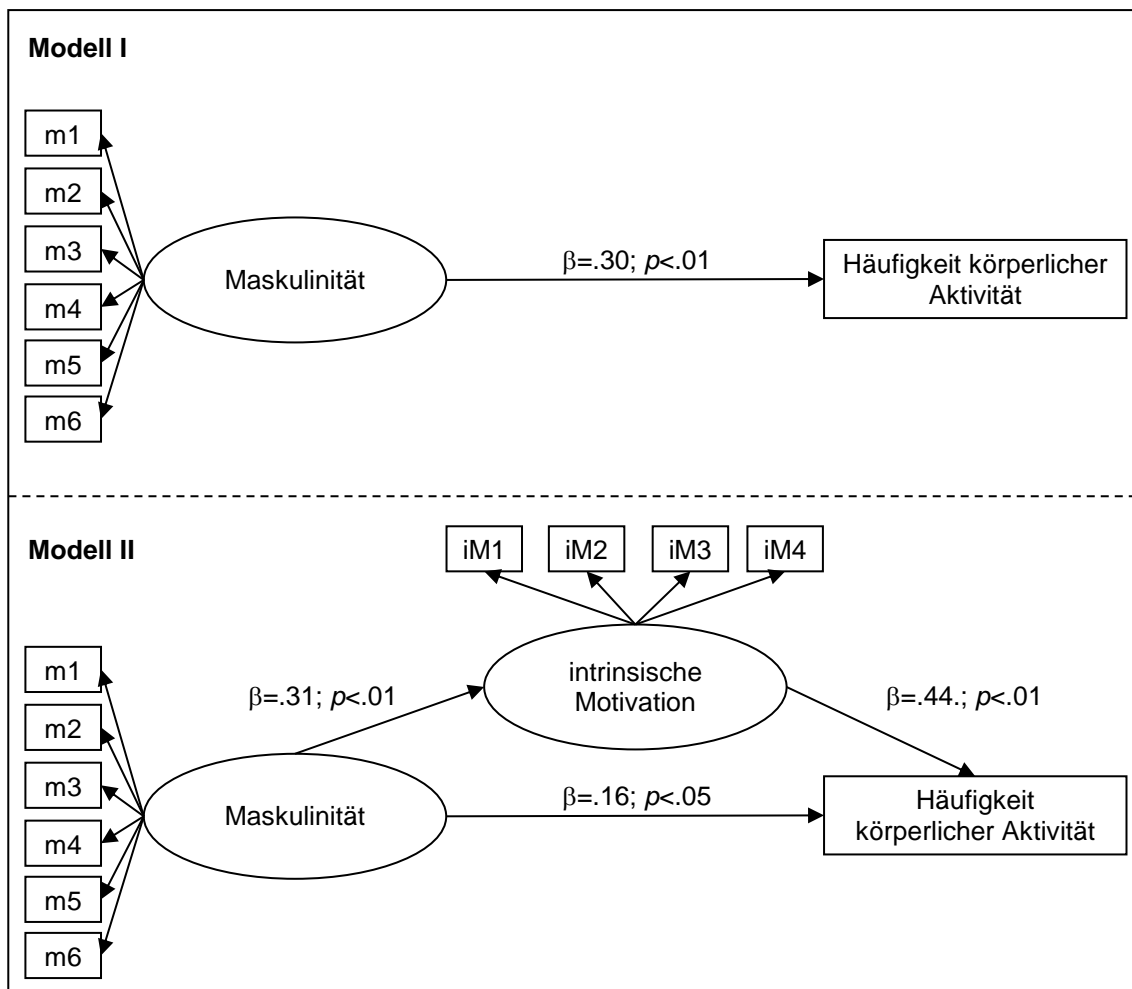 Modell I
m1
m2
m3
m4
m5
m6
Maskulinität
β=.30; p<.01
Häufigkeit körperlicher
Aktivität
Modell II
iM1
iM2
iM3
iM4
m1
m2
m3
m4
m5
m6
intrinsische
Motivation
β=.31; p<.01
β=.44.; p<.01
Maskulinität
β=.16; p<.05
Häufigkeit
körperlicher Aktivität